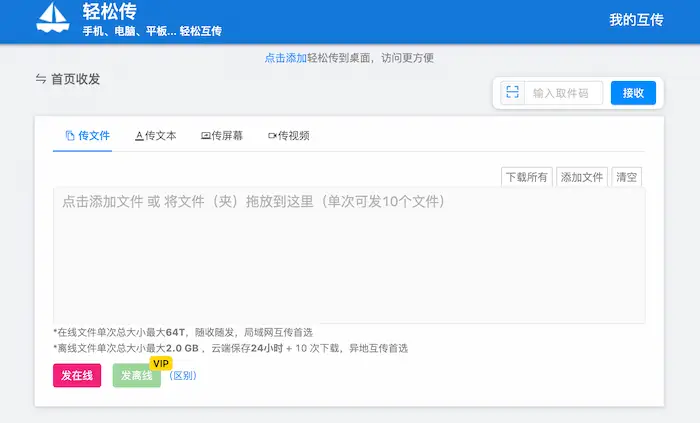 轻松传
手机、电脑、平板... 轻松互传
我的互传
点击添加轻松传到桌面，访问更方便
首页收发
输入取件码
接收
传文件
传文本
传屏幕
传视频
下载所有
添加文件
清空
点击添加文件 或 将文件（夹）拖放到这里（单次可发10个文件）
*在线文件单次总大小最大64T，随收随发，局域网互传首选
*离线文件单次总大小最大2.0 GB ，云端保存24小时 + 10 次下载，异地互传首选
VIP
发在线
发离线
（区别）